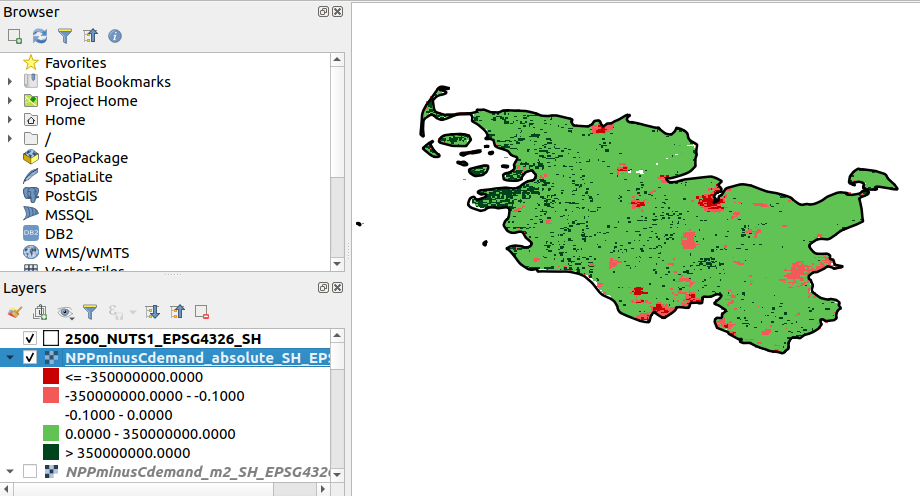 Browser
Favorites
Spatial Bookmarks
Project Home
Home
/
GeoPackage
SpatiaLite
PostGIS
MSSQL
DB2
WMS/WMTS
Vector Tiles
Layers
2500_NUTS1_EPSG4326_SH
NPPminusCdemand_absolute_SH_EPS
<= -350000000.0000
-350000000.0000 - -0.1000
-0.1000 - 0.0000
0.0000 - 350000000.0000
> 350000000.0000
NPPminusCdemand_m2_SH_EPSG4326